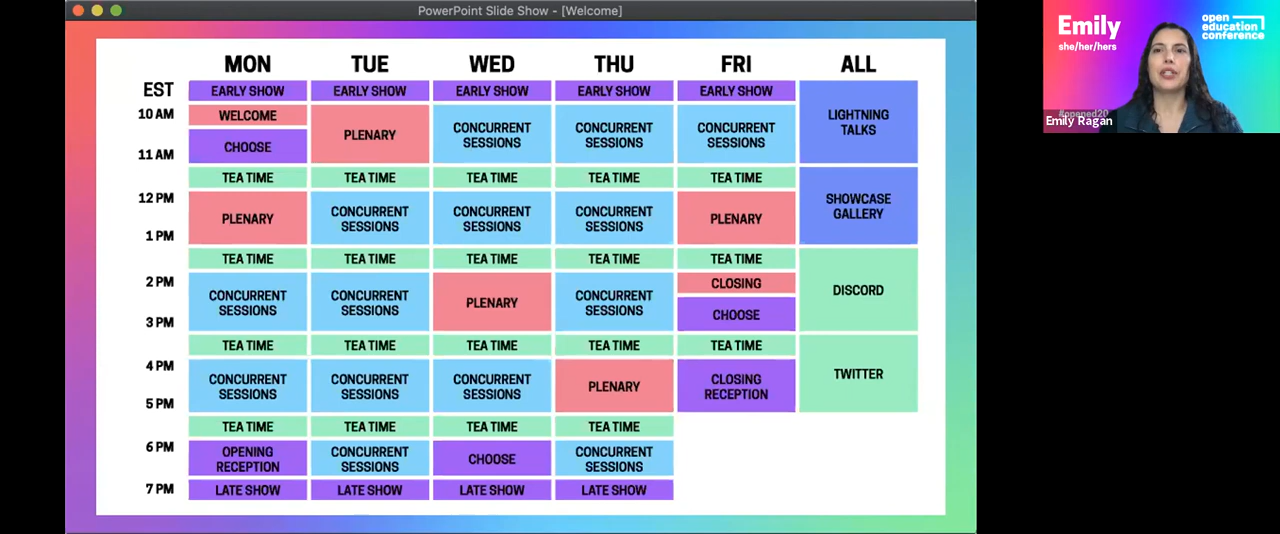 PowerPoint Slide Show - [Welcome]
MON TUE WED THU FRI ALL
EST EARLY SHOW EARLY SHOW EARLY SHOW EARLY SHOW EARLY SHOW
LIGHTNING
TALKS
10 AM WELCOME
PLENARY
CONCURRENT
SESSIONS
CONCURRENT
SESSIONS
CONCURRENT
SESSIONS
CHOOSE
11 AM
TEA TIME TEA TIME TEA TIME TEA TIME TEA TIME
SHOWCASE
GALLERY
12 PM
PLENARY
CONCURRENT
SESSIONS
CONCURRENT
SESSIONS
CONCURRENT
SESSIONS
PLENARY
1 PM
TEA TIME TEA TIME TEA TIME TEA TIME TEA TIME
DISCORD
2 PM
CONCURRENT
SESSIONS
CONCURRENT
SESSIONS
PLENARY
CONCURRENT
SESSIONS
CLOSING
CHOOSE
3 PM
TEA TIME TEA TIME TEA TIME TEA TIME TEA TIME
TWITTER
4 PM
CONCURRENT
SESSIONS
CONCURRENT
SESSIONS
CONCURRENT
SESSIONS
PLENARY
CLOSING
RECEPTION
5 PM
TEA TIME TEA TIME TEA TIME TEA TIME
6 PM
OPENING
RECEPTION
CONCURRENT
SESSIONS
CHOOSE
CONCURRENT
SESSIONS
7 PM LATE SHOW LATE SHOW LATE SHOW LATE SHOW
Emily
she/her/hers
open
education
conference
#opened20
Emily Ragan